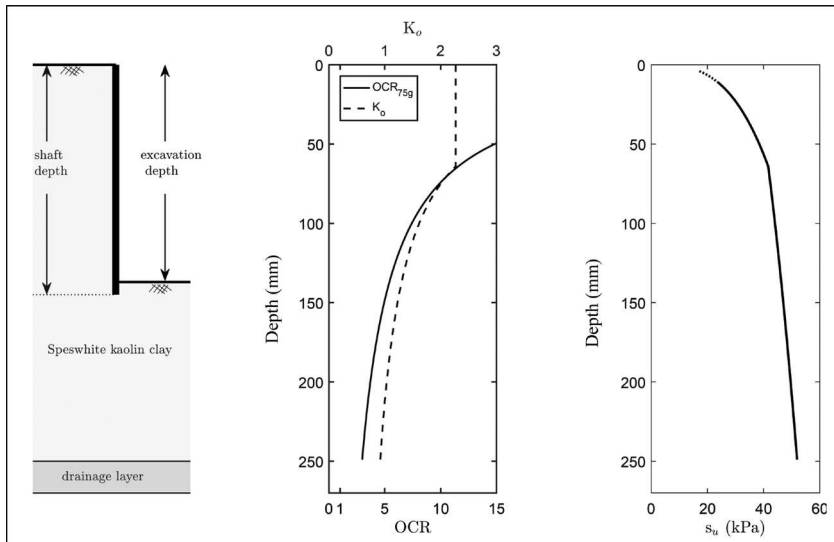 shaft
depth
excavation
depth
Speswhite kaolin clay
drainage layer
K_o
0 1 2 3
OCR_75g
K_o
0
50
100
150
200
250
Depth (mm)
0 1 5 10 15
OCR
0
50
100
150
200
250
Depth (mm)
0 20 40 60
s_u (kPa)